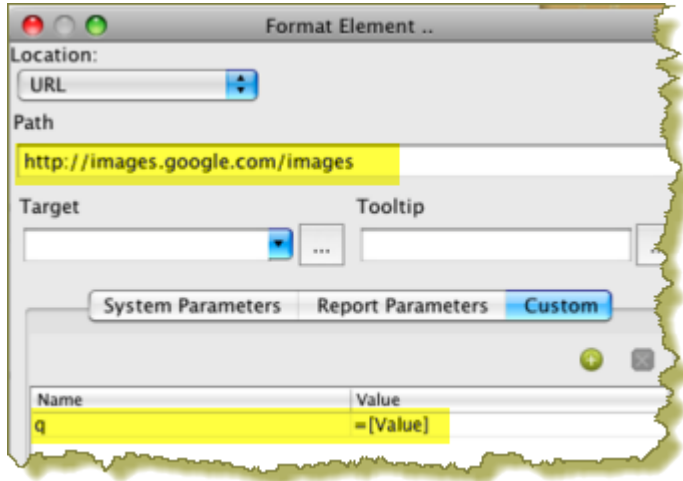 Format Element ..
Location:
URL
Path
http://images.google.com/images
Target Tooltip
... ...
System Parameters Report Parameters Custom
Name Value
q =[Value]